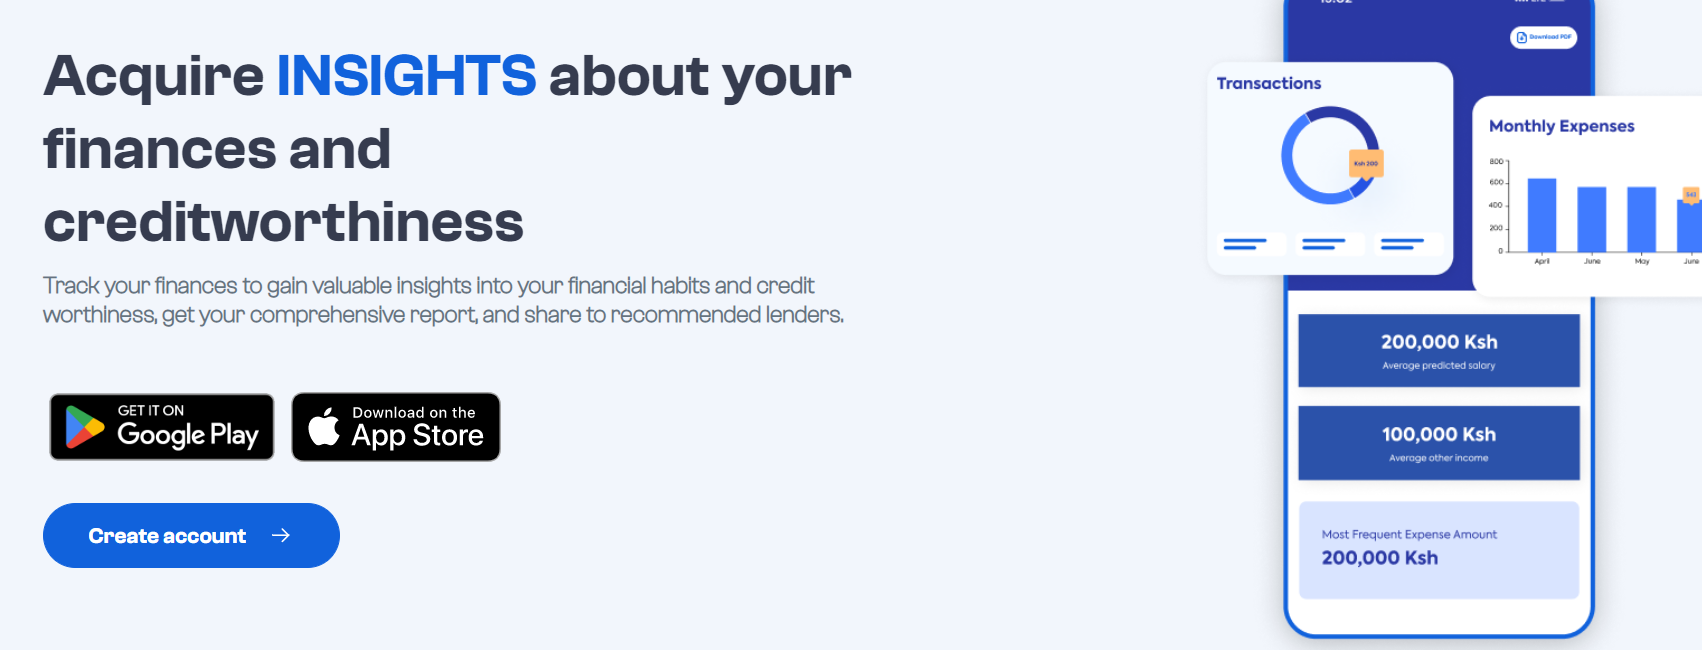 Acquire INSIGHTS about your
finances and
creditworthiness
Track your finances to gain valuable insights into your financial habits and credit
worthiness, get your comprehensive report, and share to recommended lenders.
GET IT ON
Google Play
Download on the
App Store
Create account
Download PDF
Transactions
Ksh 200
Monthly Expenses
800
600
400
200
0
April
June
May
June
200,000 Ksh
Average predicted salary
100,000 Ksh
Average other income
Most Frequent Expense Amount
200,000 Ksh